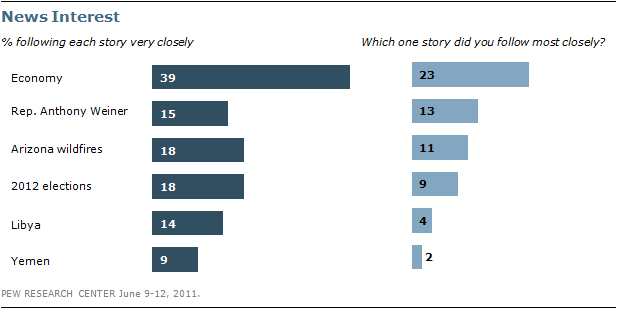 News Interest
% following each story very closely Which one story did you follow most closely?
Economy 39 23
Rep. Anthony Weiner 15 13
Arizona wildfires 18 11
2012 elections 18 9
Libya 14 4
Yemen 9 2
PEW RESEARCH CENTER June 9-12, 2011.